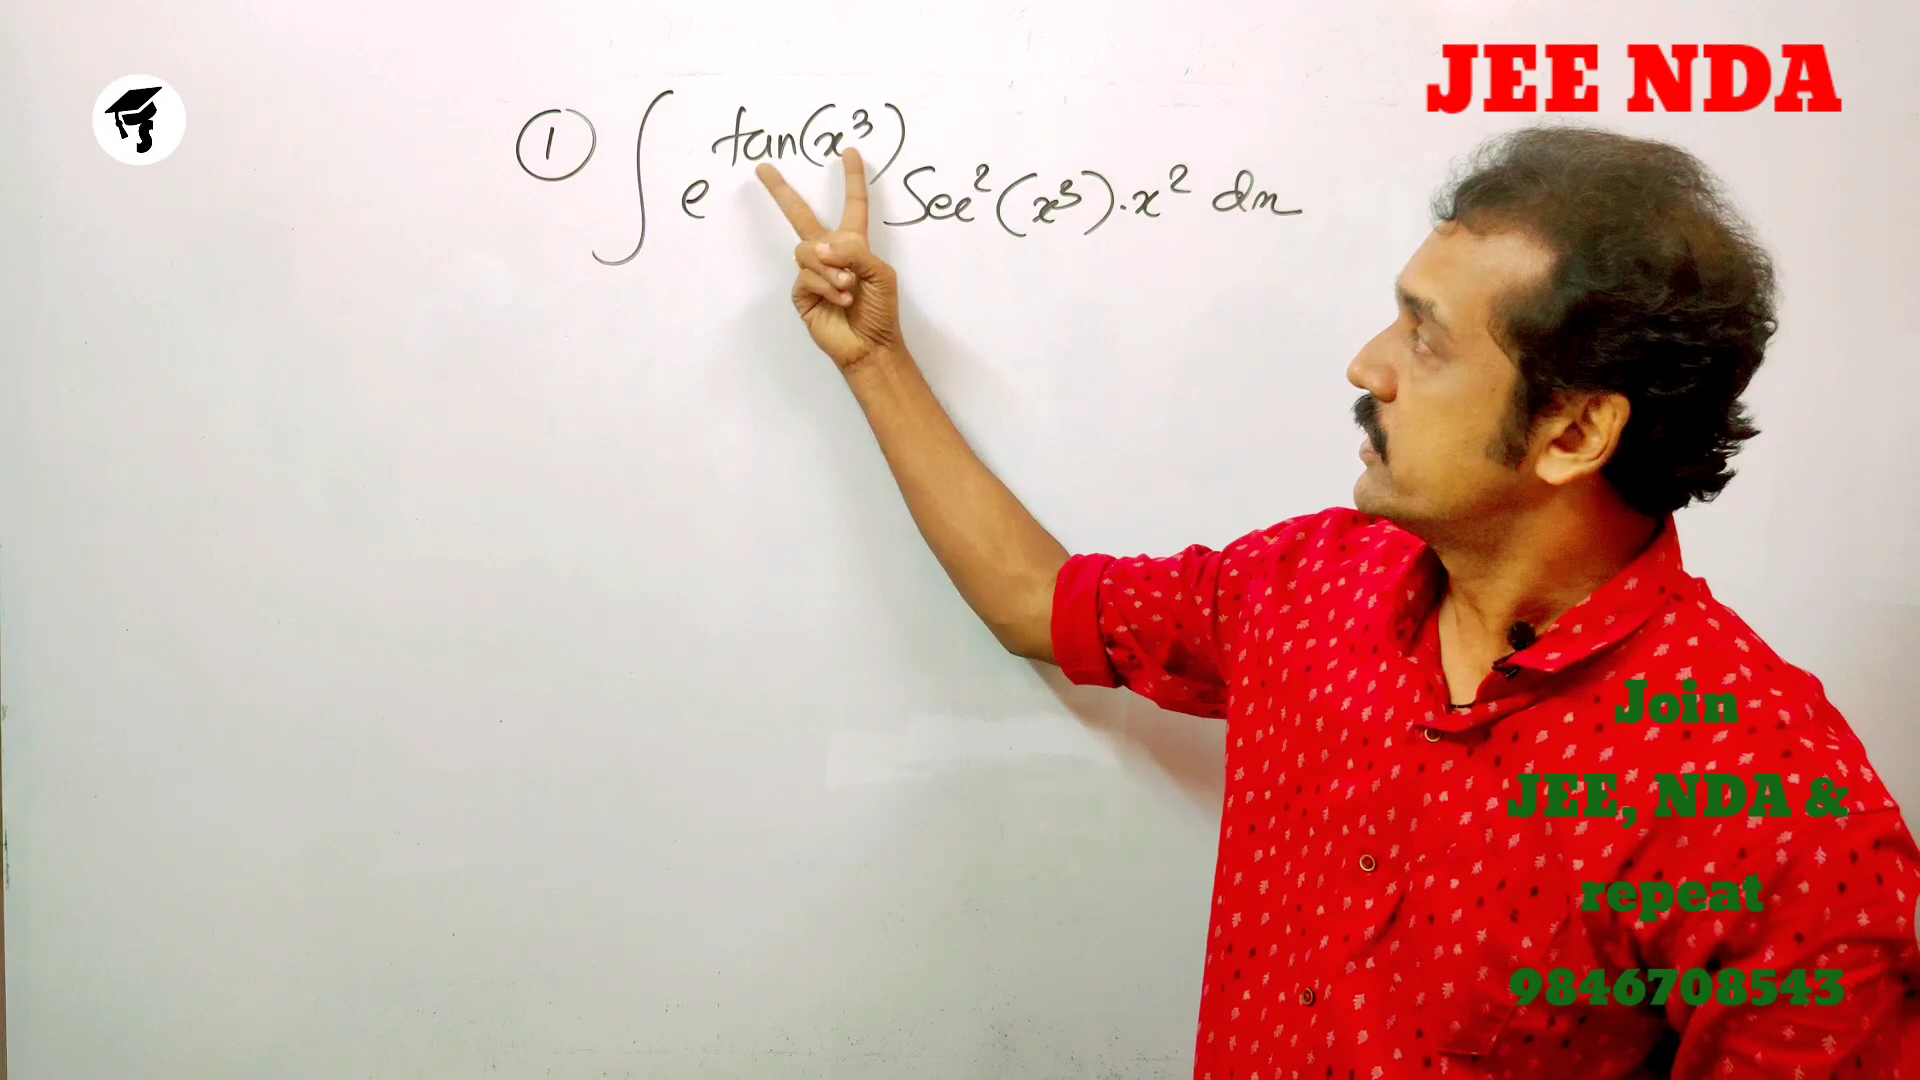 JEE NDA
① ∫ e^tan(x³) Sec²(x³).x² dx
Join
JEE, NDA &
repeat
9846708543